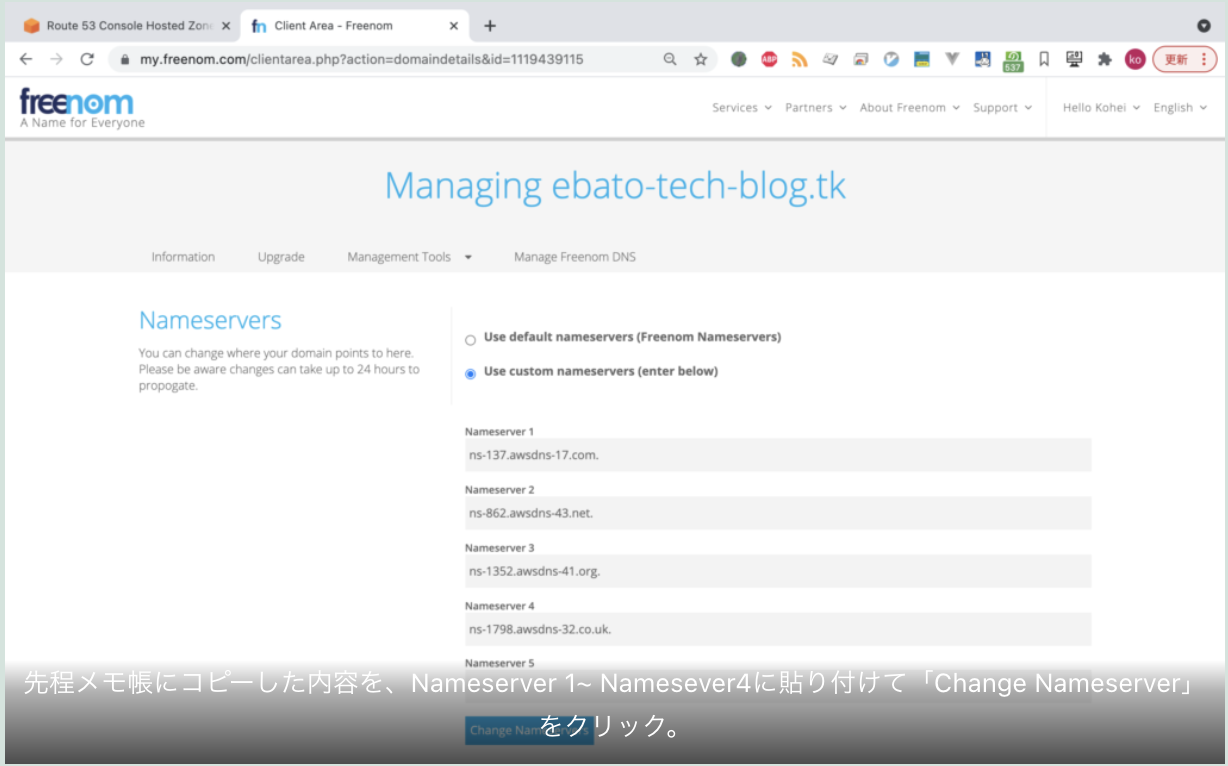 Route 53 Console Hosted Zone
Client Area - Freenom
my.freenom.com/clientarea.php?action=domaindetails&id=1119439115
ABP
537
ko
更新
freenom
A Name for Everyone
Services
Partners
About Freenom
Support
Hello Kohei
English
Managing ebato-tech-blog.tk
Information
Upgrade
Management Tools
Manage Freenom DNS
Nameservers
You can change where your domain points to here.
Please be aware changes can take up to 24 hours to
propogate.
Use default nameservers (Freenom Nameservers)
Use custom nameservers (enter below)
Nameserver 1
ns-137.awsdns-17.com.
Nameserver 2
ns-862.awsdns-43.net.
Nameserver 3
ns-1352.awsdns-41.org.
Nameserver 4
ns-1798.awsdns-32.co.uk.
Nameserver 5
先程メモ帳にコピーした内容を、Nameserver 1~ Namesever4に貼り付けて「Change Nameserver」
をクリック。
Change Nameservers